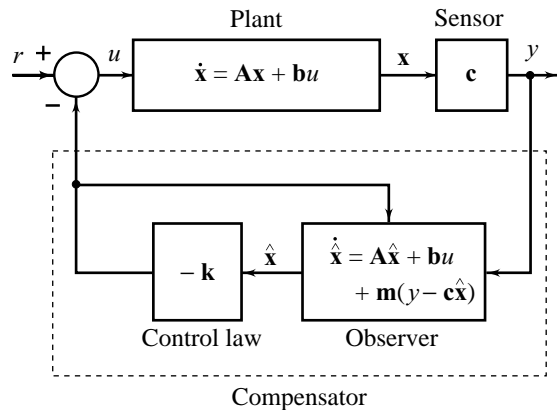 Plant
Sensor
r + u
ẋ = Ax + bu
x
c
y
−
− k
x̂
x̂̇ = Ax̂ + bu
+ m(y − cx̂)
Control law
Observer
Compensator